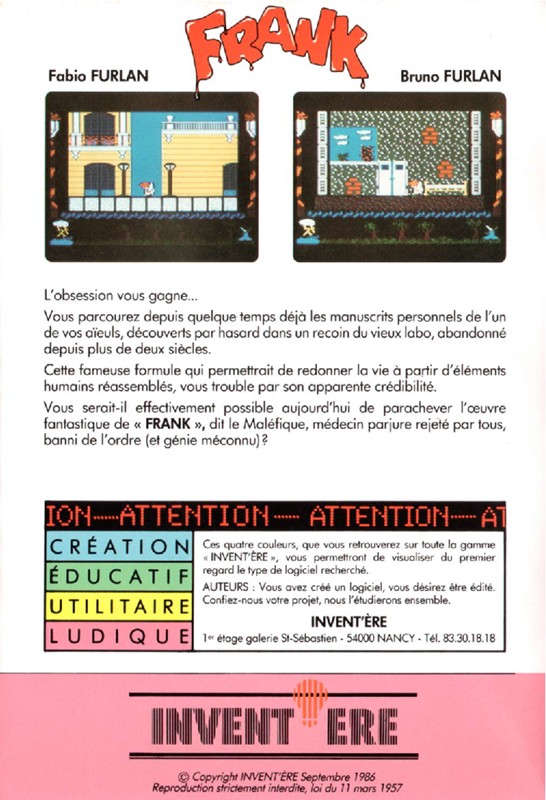 FRANK
Fabio FURLAN
Bruno FURLAN
L'obsession vous gagne...
Vous parcourez depuis quelque temps déjà les manuscrits personnels de l'un
de vos aïeuls, découverts par hasard dans un recoin du vieux labo, abandonné
depuis plus de deux siècles.
Cette fameuse formule qui permettrait de redonner la vie à partir d'éléments
humains réassemblés, vous trouble par son apparente crédibilité.
Vous serait-il effectivement possible aujourd'hui de parachever l'œuvre
fantastique de « FRANK », dit le Maléfique, médecin parjure rejeté par tous,
banni de l'ordre (et génie méconnu)?
ION-----ATTENTION ------ ATTENTION---- AT
CRÉATION
ÉDUCATIF
UTILITAIRE
LUDIQUE
Ces quatre couleurs, que vous retrouverez sur toute la gamme
« INVENT'ÈRE », vous permettront de visualiser du premier
regard le type de logiciel recherché.
AUTEURS : Vous avez créé un logiciel, vous désirez être édité.
Confiez-nous votre projet, nous l'étudierons ensemble.
INVENT'ÈRE
1er étage galerie St-Sébastien - 54000 NANCY - Tél. 83.30.18.18
INVENT'ERE
© Copyright INVENT'ÈRE Septembre 1986
Reproduction strictement interdite, loi du 11 mars 1957